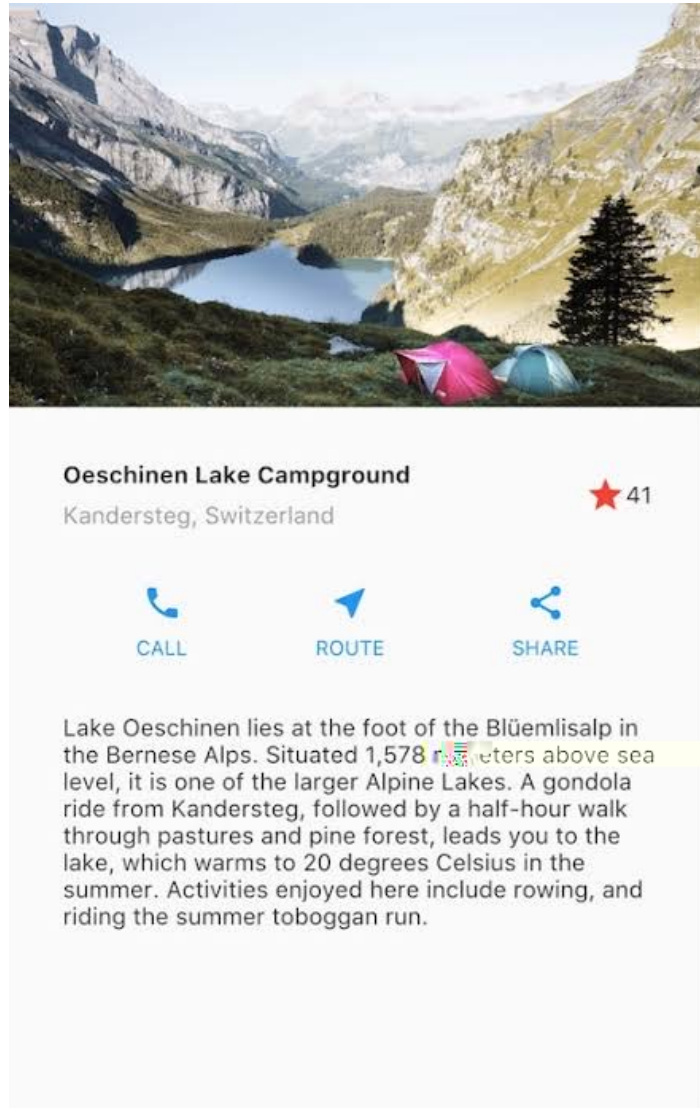 Oeschinen Lake Campground
Kandersteg, Switzerland
41
CALL
ROUTE
SHARE
Lake Oeschinen lies at the foot of the Blüemlisalp in
the Bernese Alps. Situated 1,578 above sea
level, it is one of the larger Alpine Lakes. A gondola
ride from Kandersteg, followed by a half-hour walk
through pastures and pine forest, leads you to the
lake, which warms to 20 degrees Celsius in the
summer. Activities enjoyed here include rowing, and
riding the summer toboggan run.